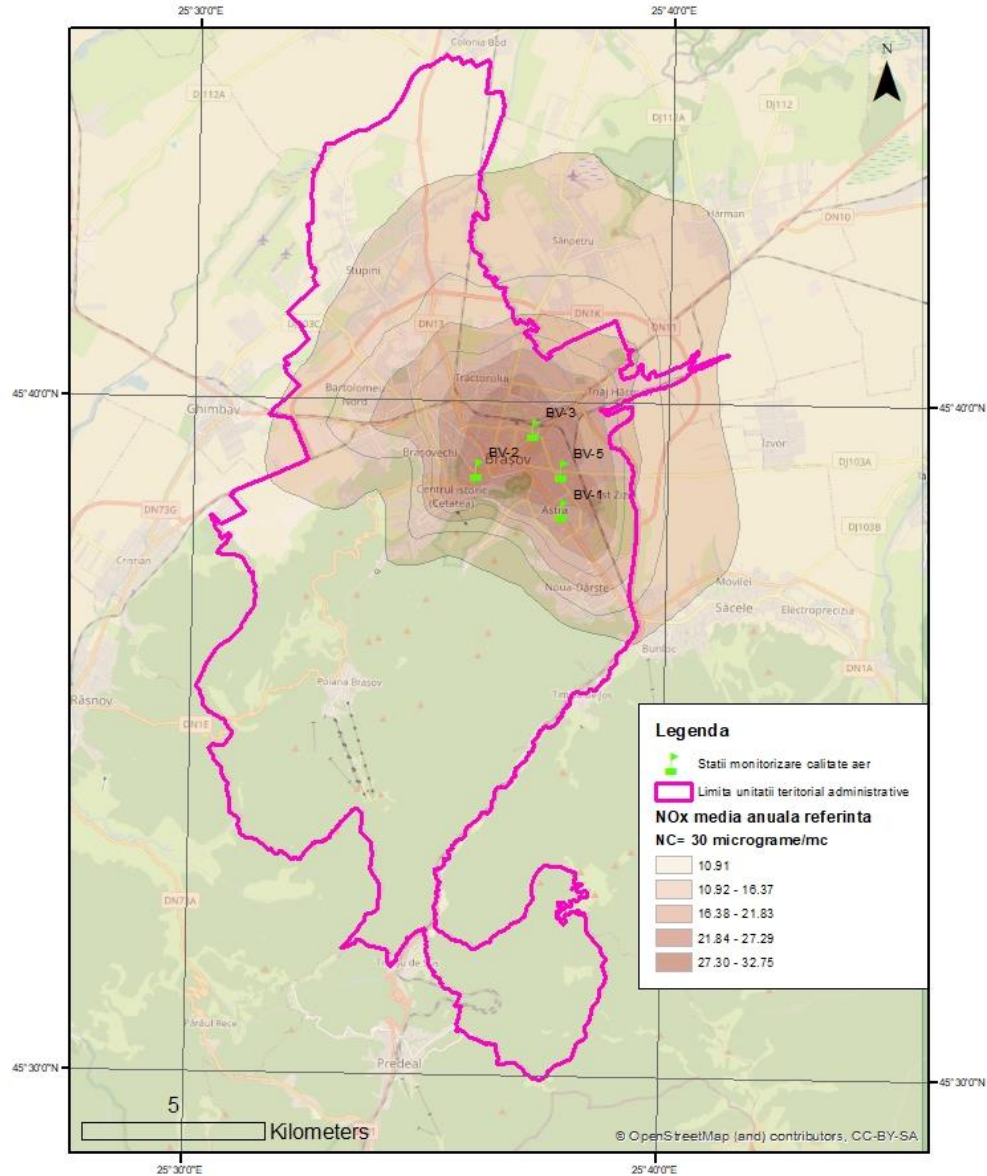 25°30'0"E
25°40'0"E
Colonia Bod
N
DJ112A
DJ112
DJ112A
Hărman
DN10
Sânpetru
Stupini
DN1K
DN11
DN13
DJ103C
Tractorului
45°40'0"N
45°40'0"N
Bartolomeu
Nord
Triaj Hărm
Ghimbav
BV-3
Izvor
Brașovechi
BV-2
Brașov
BV-5
DJ103A
Centrul istoric
(Cetatea)
BV-1
Astra
DN73G
DJ103B
Cristian
Noua-Dârste
Movilei
Săcele
Electroprecizia
Bunloc
DN1A
Poiana Brașov
Râșnov
DN1E
Legenda
Statii monitorizare calitate aer
Limita unitatii teritorial administrative
NOx media anuala referinta
NC= 30 micrograme/mc
10.91
10.92 - 16.37
16.38 - 21.83
21.84 - 27.29
27.30 - 32.75
DN73A
Pârâul Rece
Predeal
45°30'0"N
45°30'0"N
5
Kilometers
© OpenStreetMap (and) contributors, CC-BY-SA
25°30'0"E
25°40'0"E